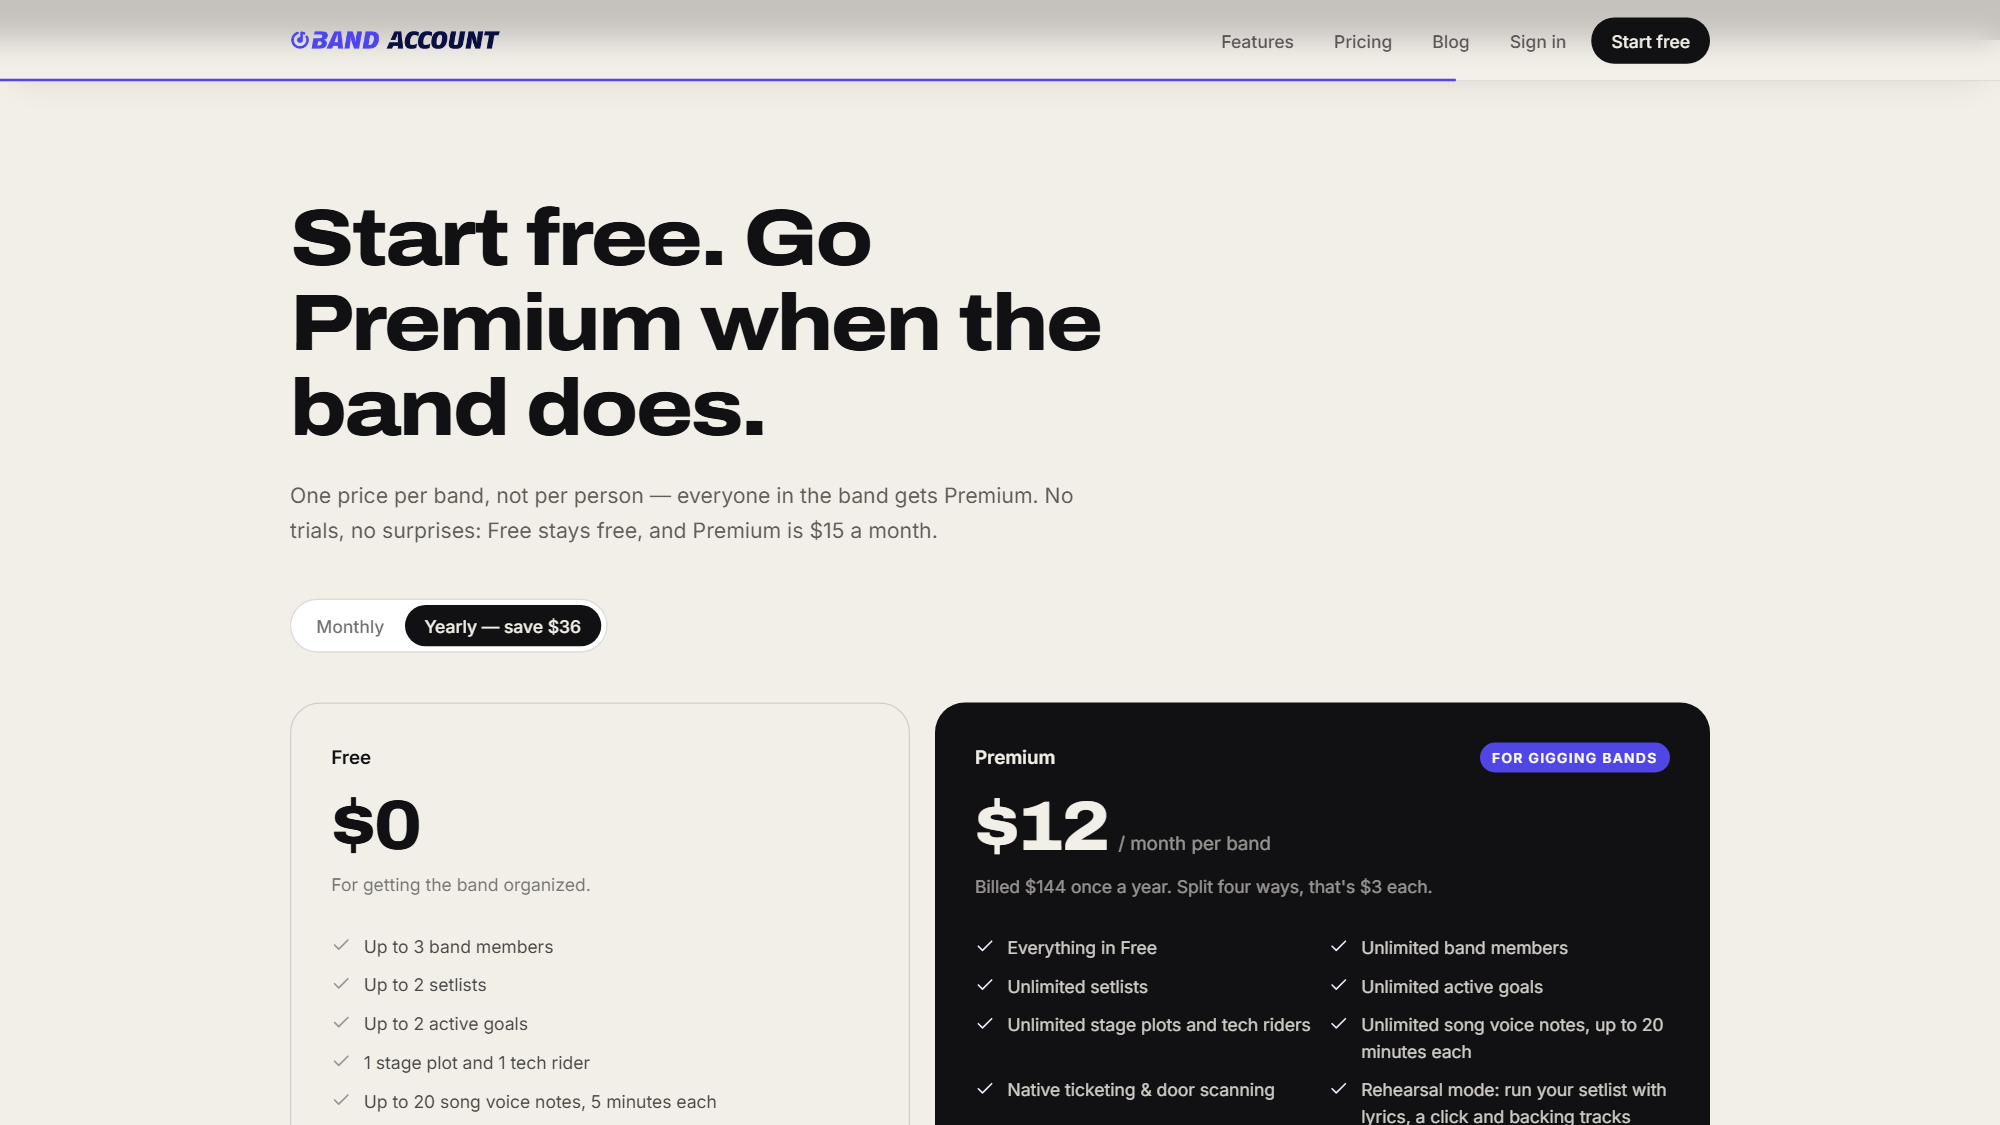 BAND ACCOUNT
Features
Pricing
Blog
Sign in
Start free
Start free. Go
Premium when the
band does.
One price per band, not per person — everyone in the band gets Premium. No
trials, no surprises: Free stays free, and Premium is $15 a month.
Monthly
Yearly — save $36
Free
$0
For getting the band organized.
Up to 3 band members
Up to 2 setlists
Up to 2 active goals
1 stage plot and 1 tech rider
Up to 20 song voice notes, 5 minutes each
Premium
FOR GIGGING BANDS
$12 / month per band
Billed $144 once a year. Split four ways, that's $3 each.
Everything in Free
Unlimited band members
Unlimited setlists
Unlimited active goals
Unlimited stage plots and tech riders
Unlimited song voice notes, up to 20
minutes each
Native ticketing & door scanning
Rehearsal mode: run your setlist with
lyrics, a click and backing tracks